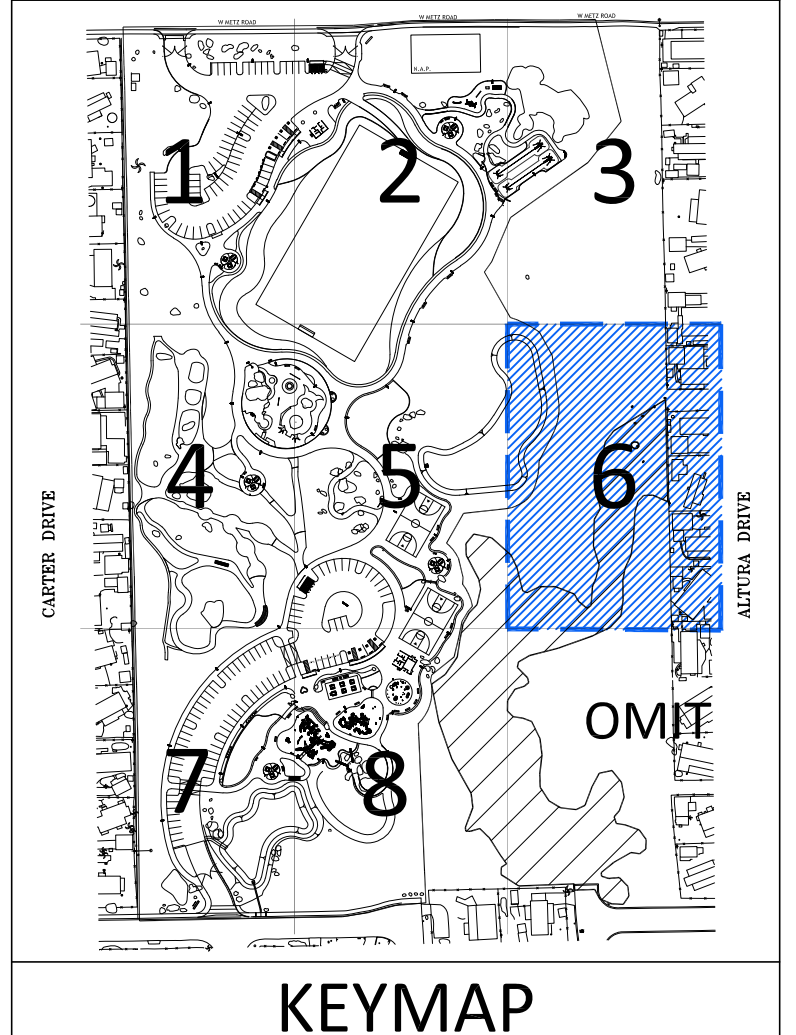 W METZ ROAD
W METZ ROAD
W METZ ROAD
N.A.P.
1
2
3
4
5
6
CARTER DRIVE
ALTURA DRIVE
OMIT
7
8
KEYMAP